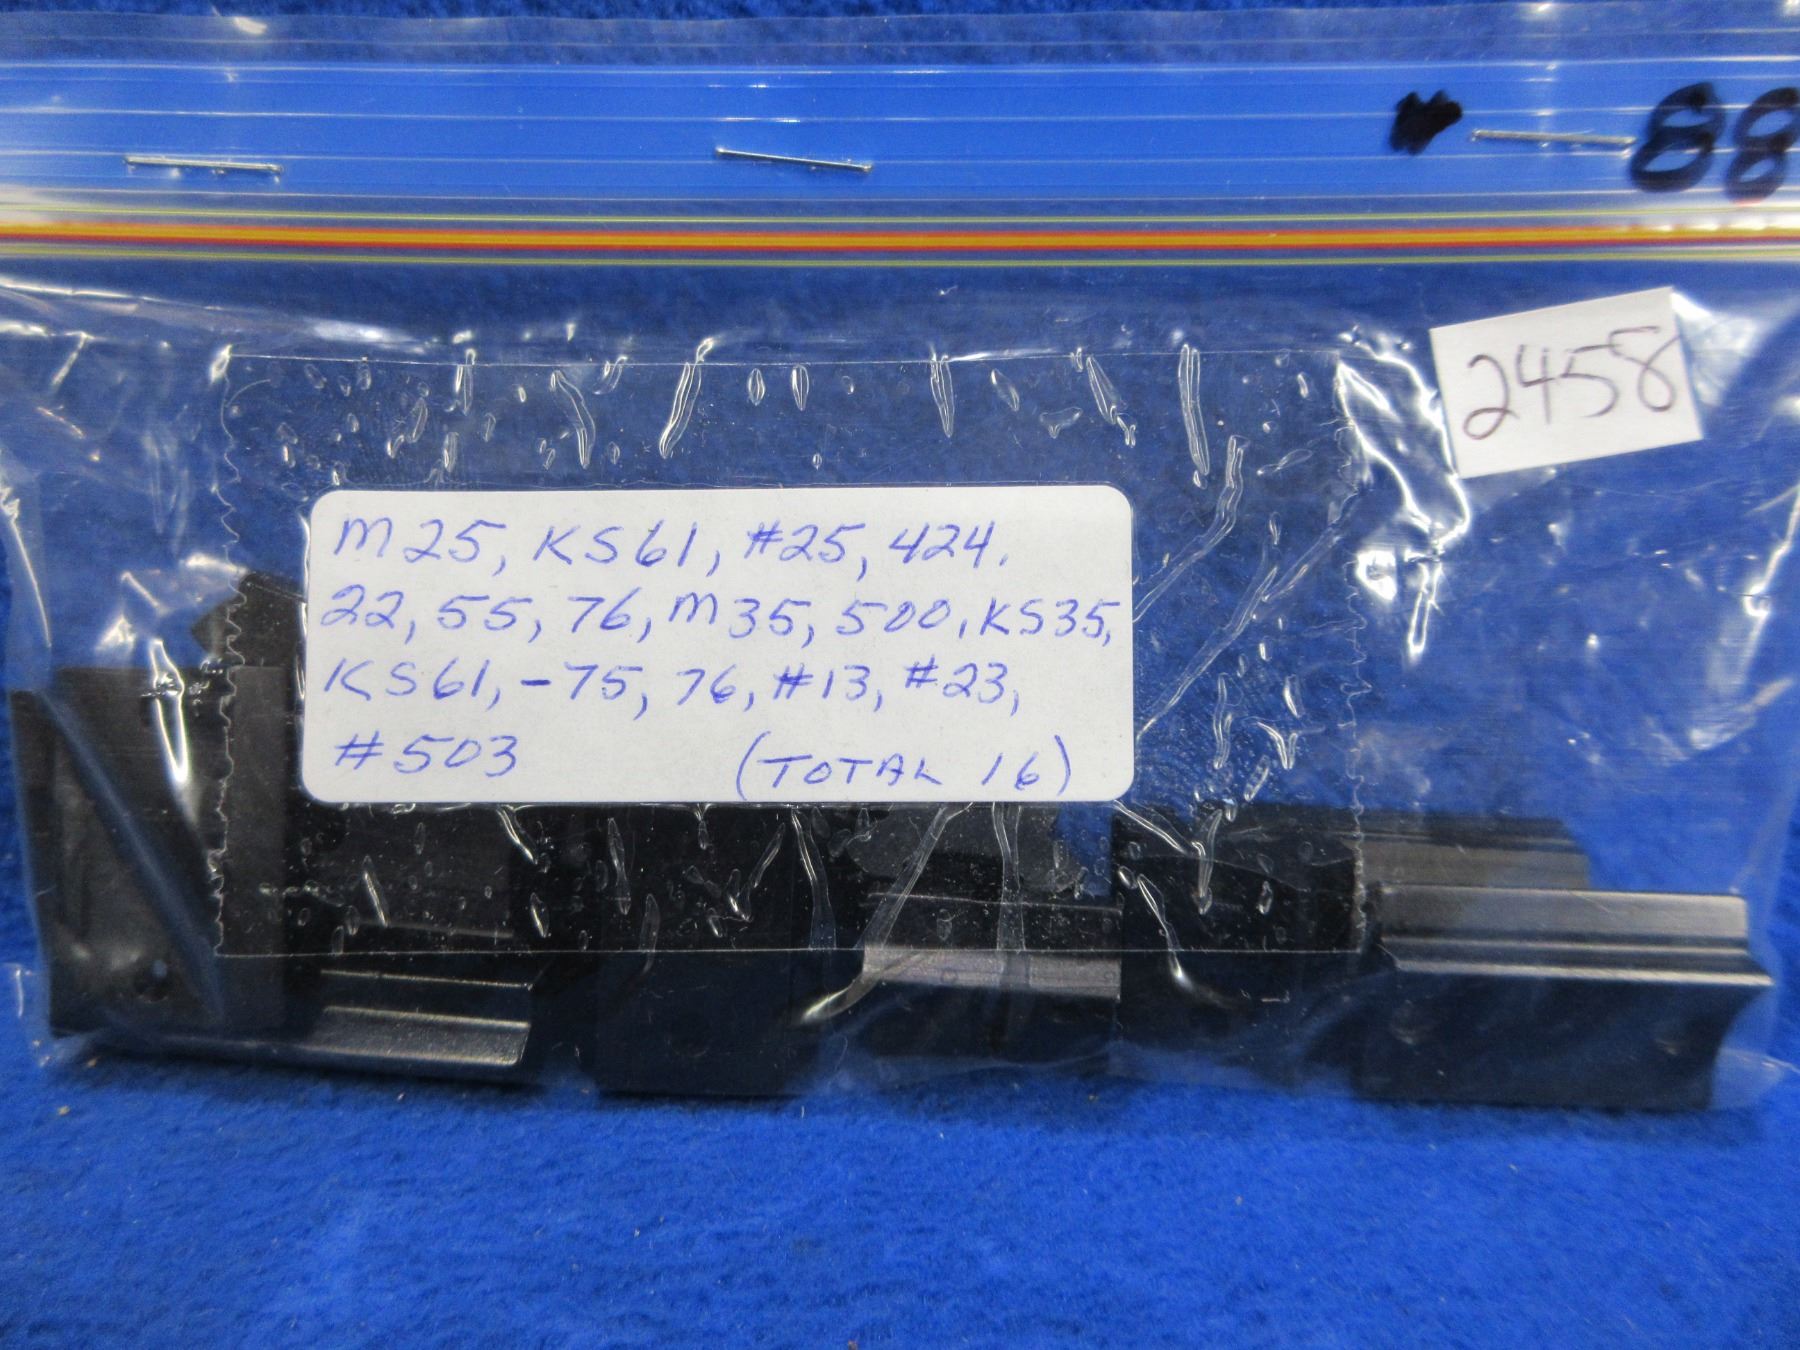 88
2458
M25, KS61, #25, 424.
22, 55, 76, M35, 500, KS35,
KS61, -75, 76, #13, #23,
#503 (TOTAL 16)